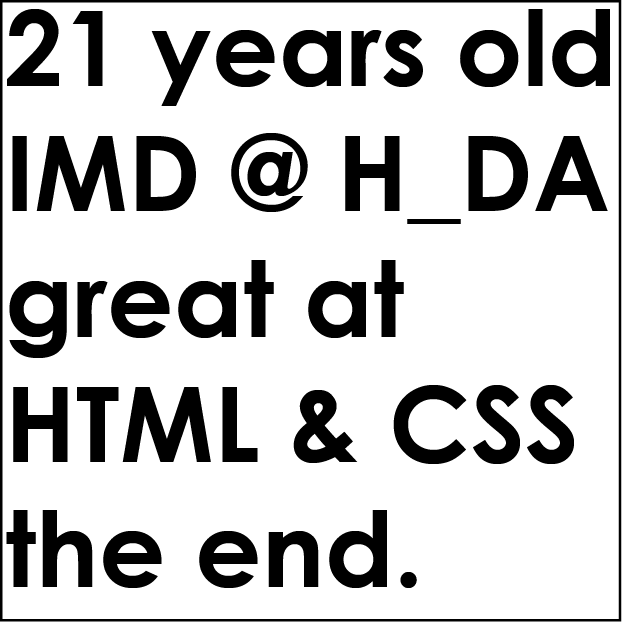 21 years old
IMD @ H_DA
great at
HTML & CSS
the end.